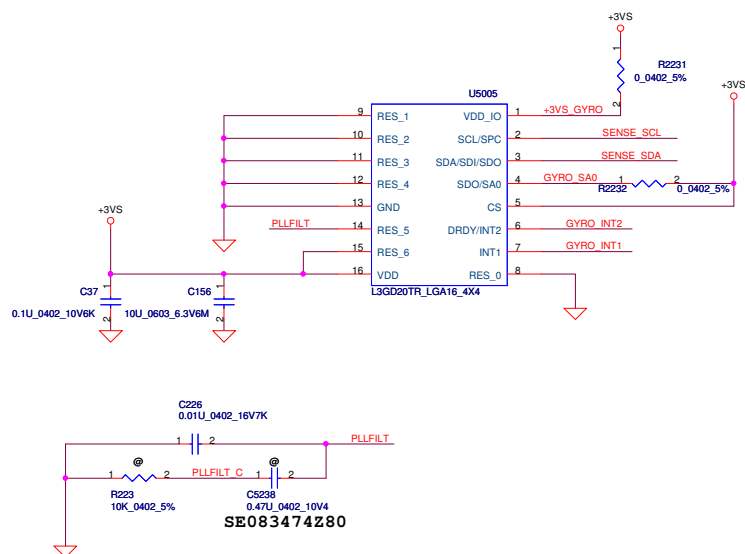 +3VS
R2231
0_0402_5%
+3VS
U5005
1
2
9 RES_1 VDD_IO 1 +3VS_GYRO
10 RES_2 SCL/SPC 2 SENSE_SCL
11 RES_3 SDA/SDI/SDO 3 SENSE_SDA
12 RES_4 SDO/SA0 4 GYRO_SA0 1 2
R2232 0_0402_5%
13 GND CS 5
+3VS
PLLFILT 14 RES_5 DRDY/INT2 6 GYRO_INT2
15 RES_6 INT1 7 GYRO_INT1
16 VDD RES_0 8
L3GD20TR_LGA16_4X4
C37 1 2
0.1U_0402_10V6K
C156 1 2
10U_0603_6.3V6M
C226
0.01U_0402_16V7K
1 2 PLLFILT
@ @
1 2 PLLFILT_C 1 2
R223 C5238
10K_0402_5% 0.47U_0402_10V4
SE083474Z80